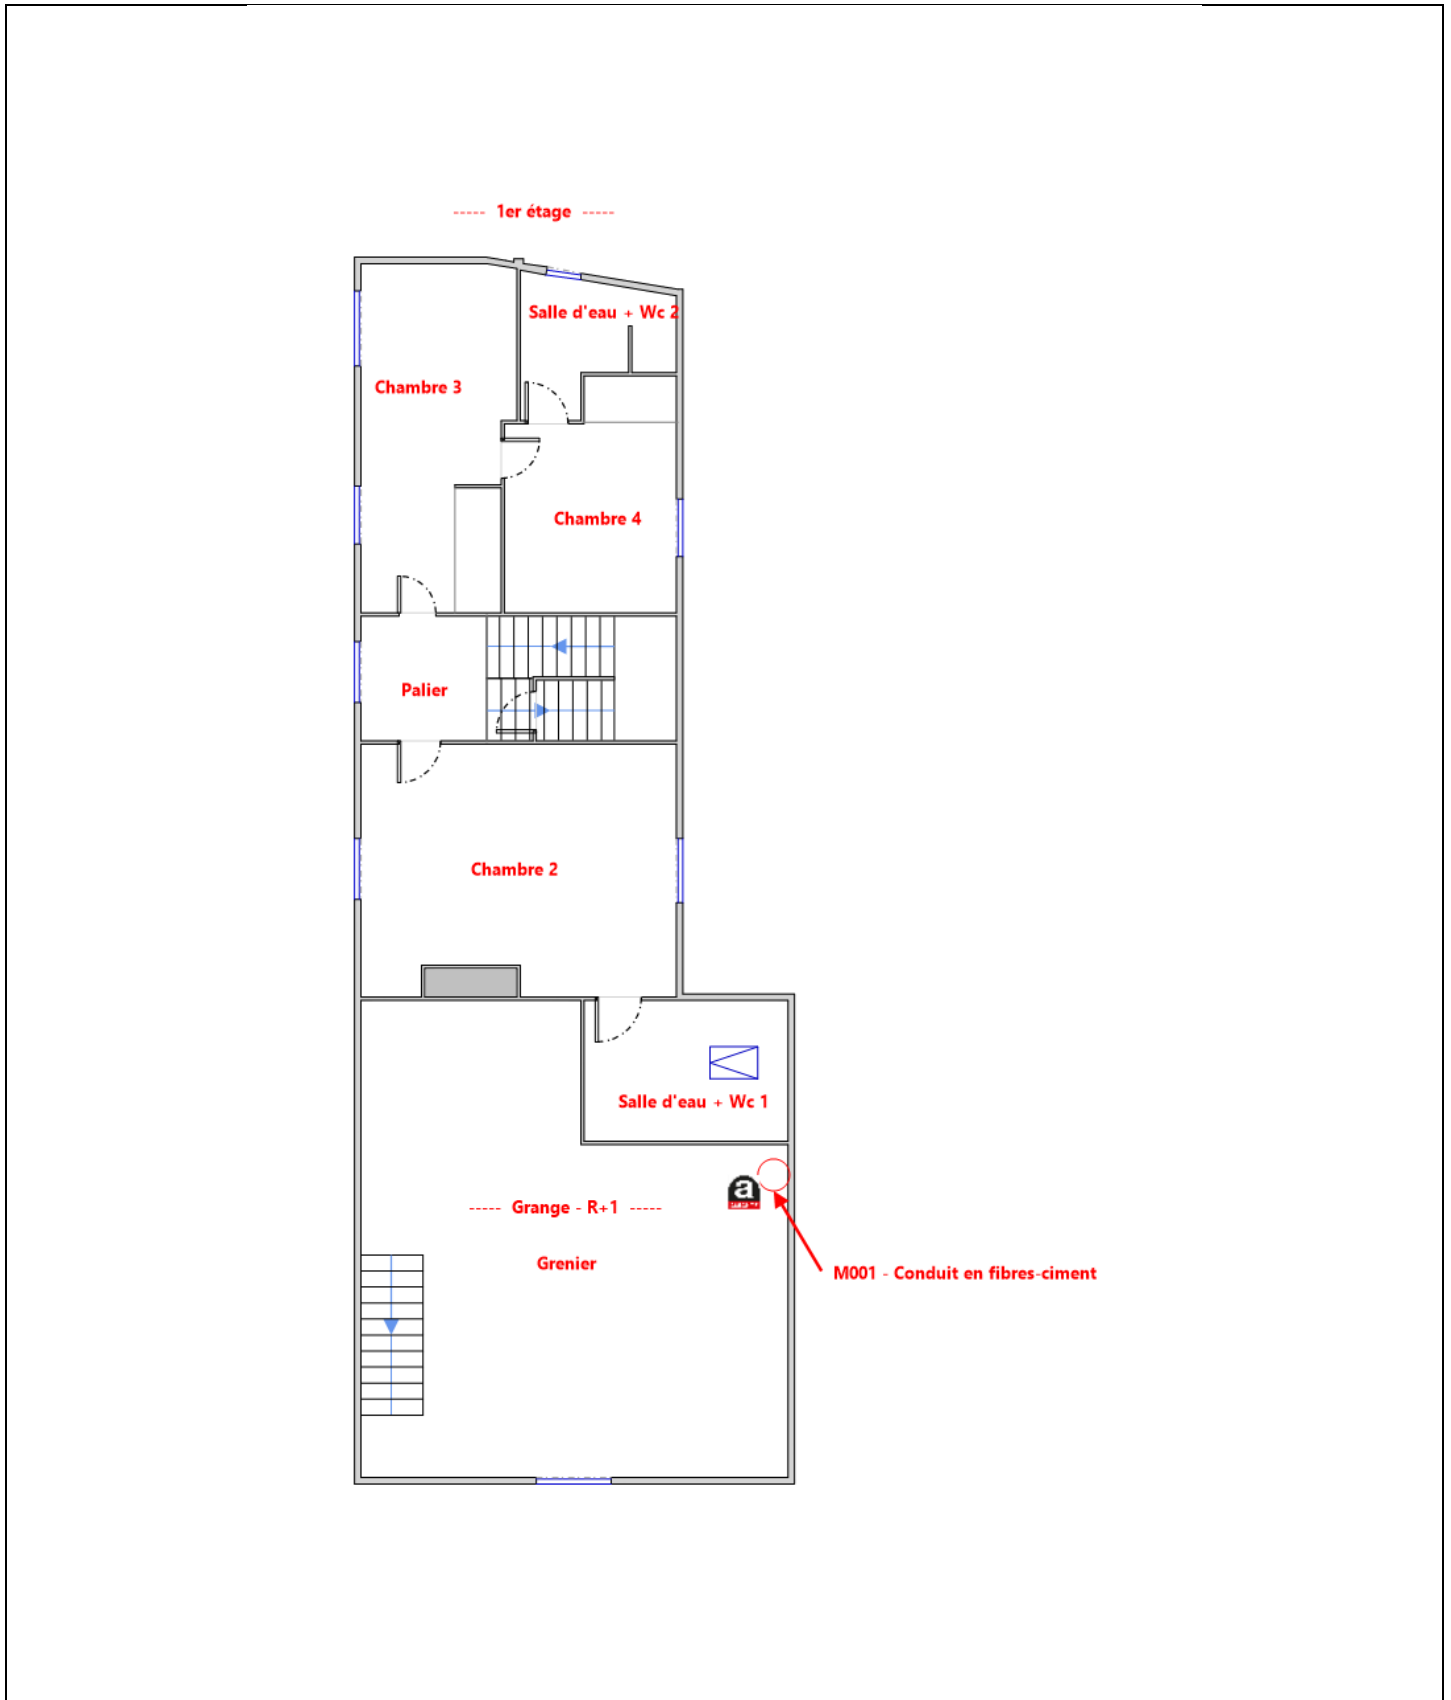 ----- 1er étage -----
Salle d'eau + Wc 2
Chambre 3
Chambre 4
Palier
Chambre 2
Salle d'eau + Wc 1
a
----- Grange - R+1 -----
Grenier
M001 - Conduit en fibres-ciment